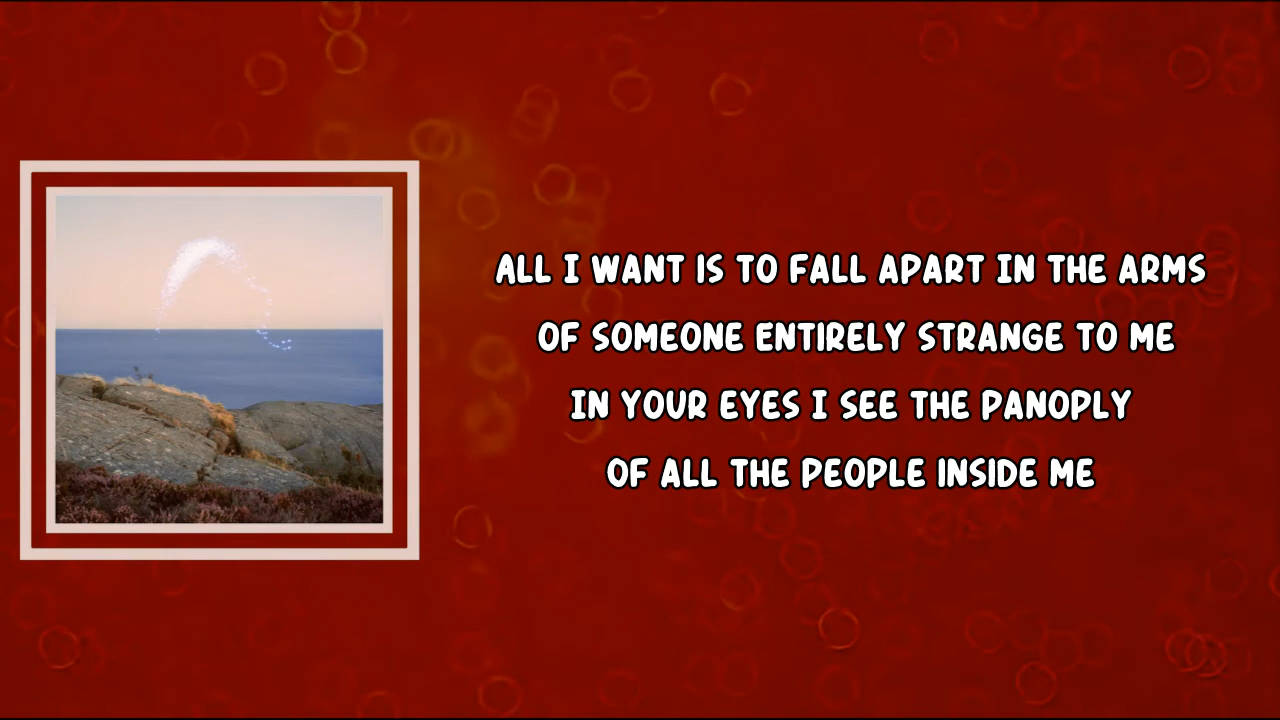 ALL I WANT IS TO FALL APART IN THE ARMS
OF SOMEONE ENTIRELY STRANGE TO ME
IN YOUR EYES I SEE THE PANOPLY
OF ALL THE PEOPLE INSIDE ME